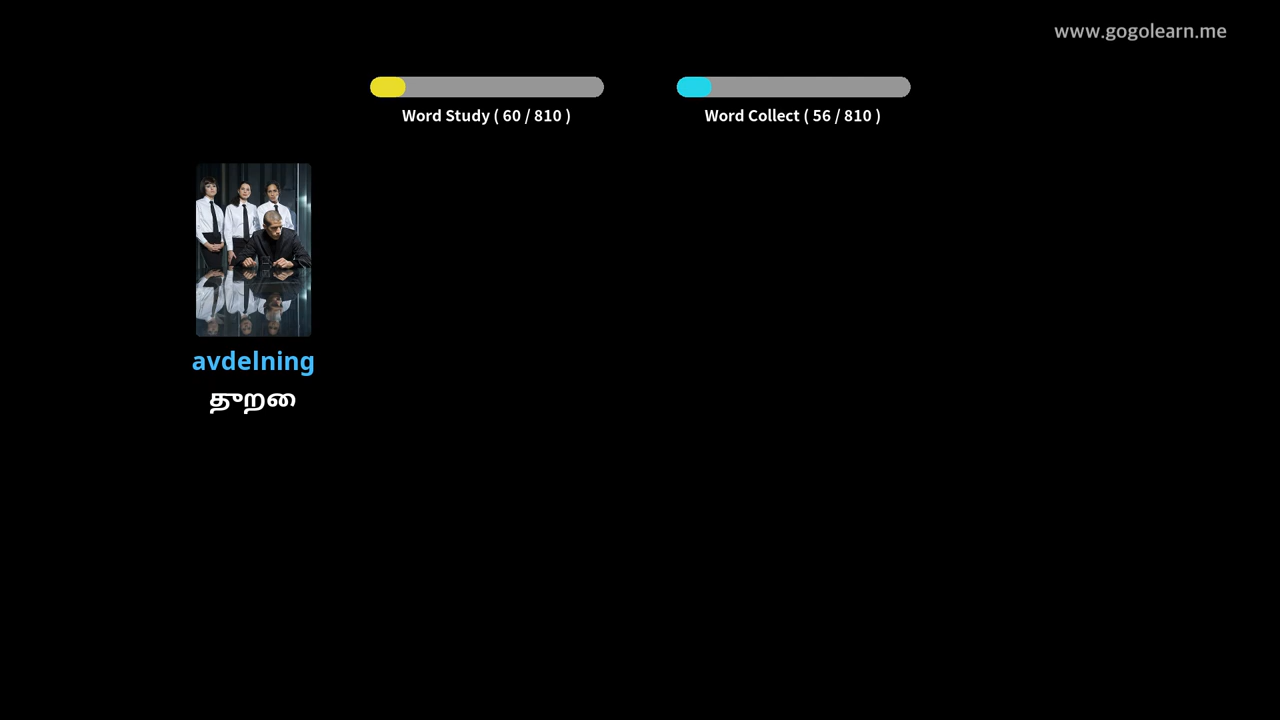 www.gogolearn.me
Word Study ( 60 / 810 )
Word Collect ( 56 / 810 )
avdelning
துறை